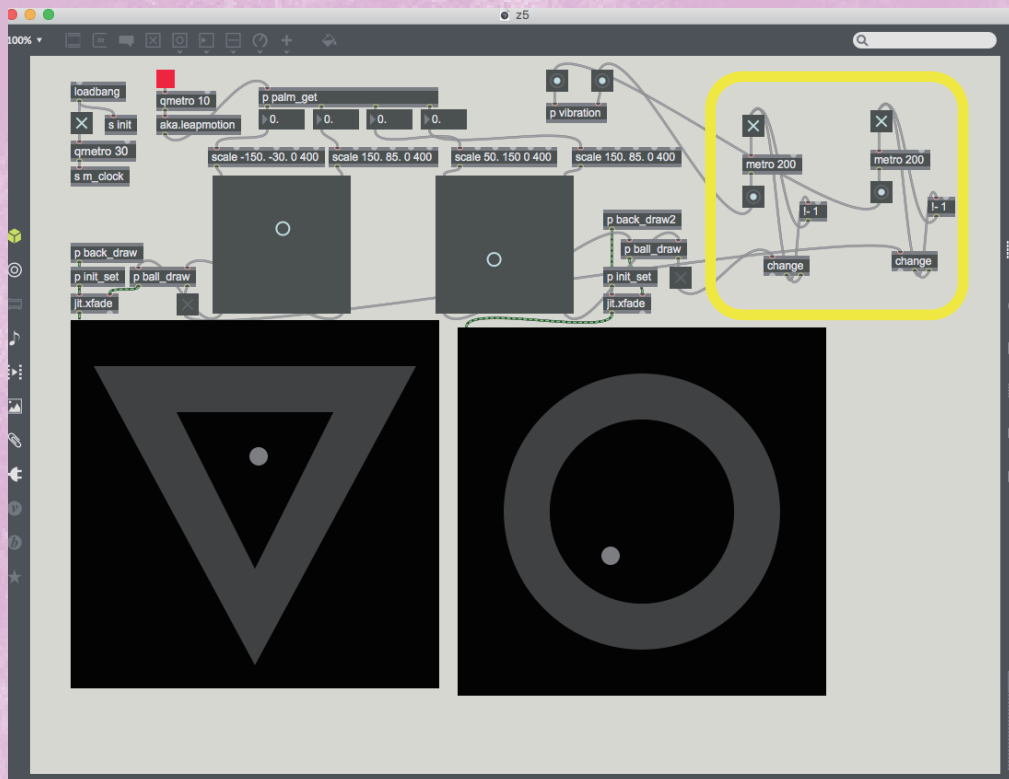 z5
100%
loadbang
s init
qmetro 30
s m_clock
qmetro 10
aka.leapmotion
p palm_get
0.
0.
0.
0.
scale -150. -30. 0 400
scale 150. 85. 0 400
scale 50. 150 0 400
scale 150. 85. 0 400
p vibration
metro 200
metro 200
!- 1
!- 1
change
change
p back_draw
p init_set
p ball_draw
jit.xfade
p back_draw2
p ball_draw
p init_set
jit.xfade